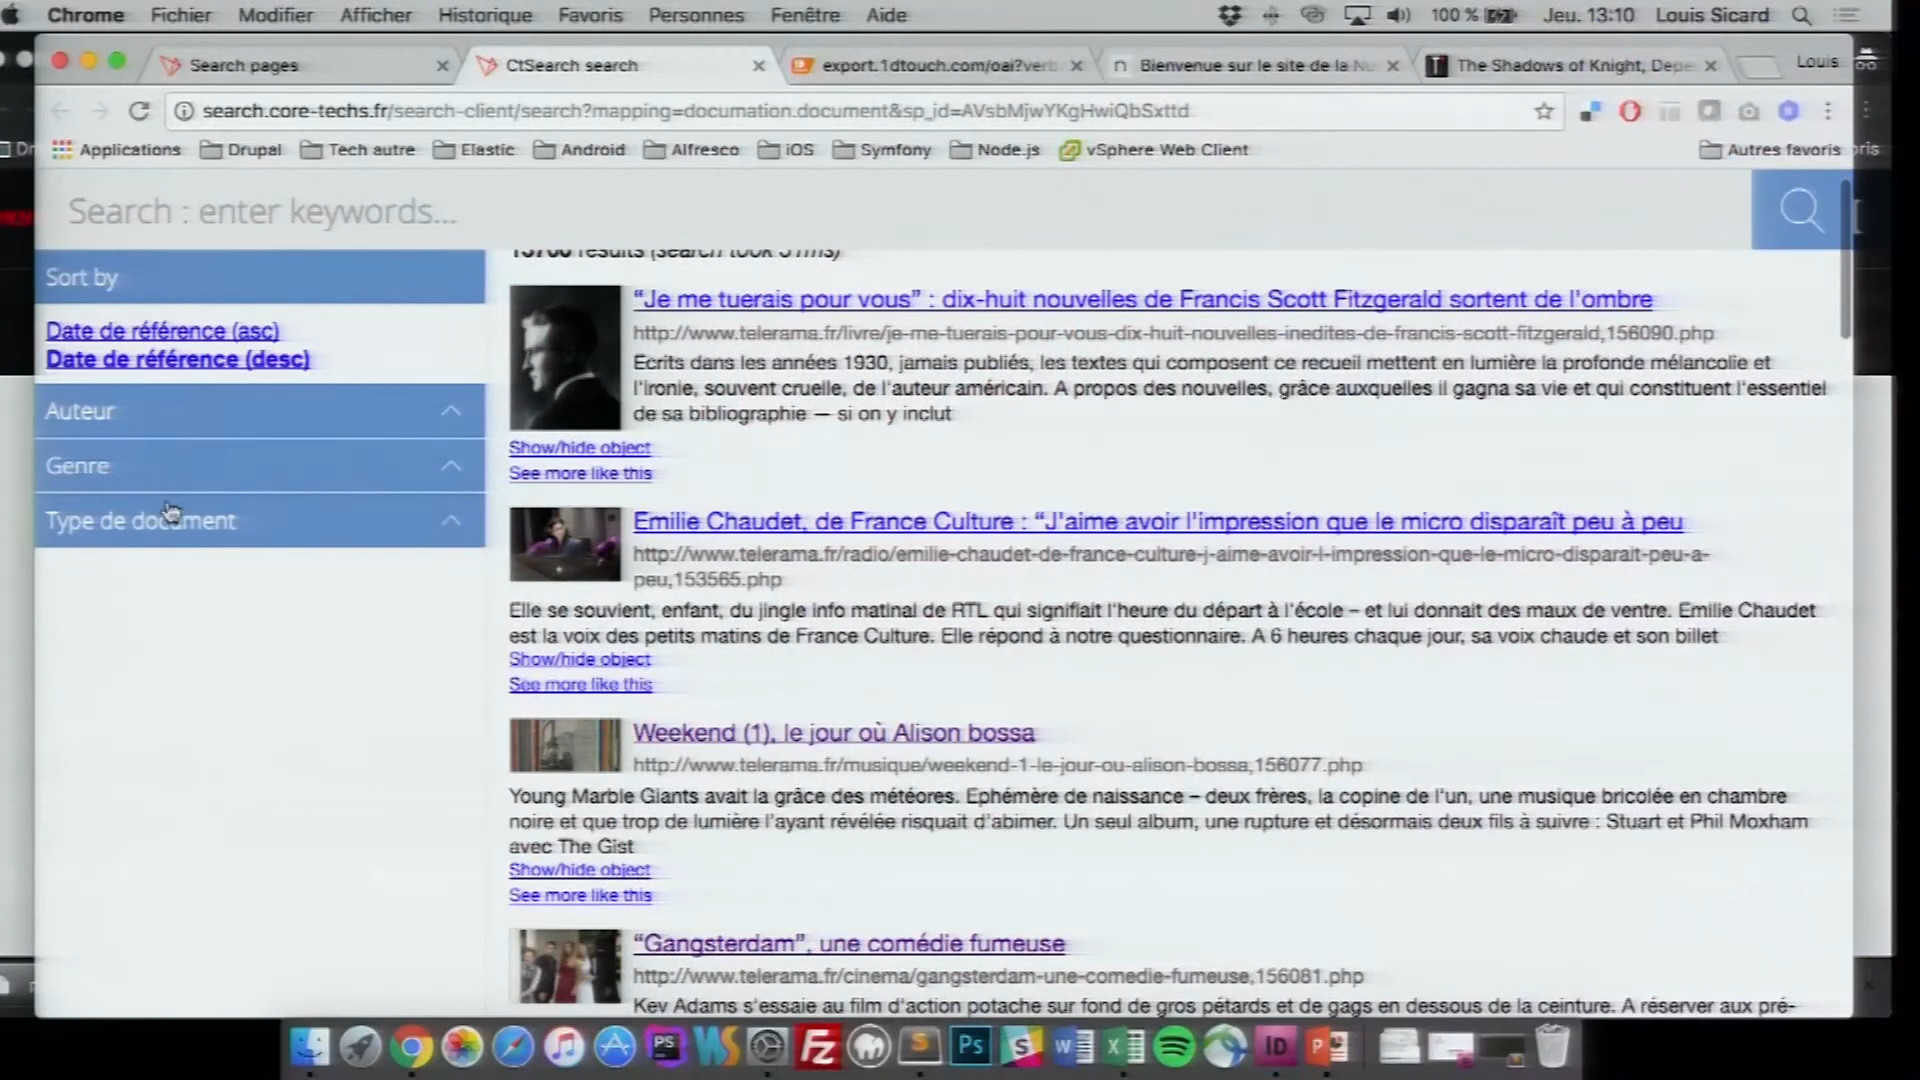 Chrome Fichier Modifier Afficher Historique Favoris Personnes Fenêtre Aide 100 % Jeu. 13:10 Louis Sicard
Search pages CtSearch search export.1dtouch.com/oai?verb Bienvenue sur le site de la Nu The Shadows of Knight, Depe Louis
search.core-techs.fr/search-client/search?mapping=documation.document&sp_id=AVsbMjwYKgHwiQbSxttd
Applications Drupal Tech autre Elastic Android Alfresco iOS Symfony Node.js vSphere Web Client Autres favoris
Search : enter keywords...
Sort by
Date de référence (asc)
Date de référence (desc)
Auteur
Genre
Type de document
results (search took
“Je me tuerais pour vous” : dix-huit nouvelles de Francis Scott Fitzgerald sortent de l'ombre
http://www.telerama.fr/livre/je-me-tuerais-pour-vous-dix-huit-nouvelles-inedites-de-francis-scott-fitzgerald,156090.php
Ecrits dans les années 1930, jamais publiés, les textes qui composent ce recueil mettent en lumière la profonde mélancolie et
l'ironie, souvent cruelle, de l'auteur américain. A propos des nouvelles, grâce auxquelles il gagna sa vie et qui constituent l'essentiel
de sa bibliographie — si on y inclut
Show/hide object
See more like this
Emilie Chaudet, de France Culture : “J'aime avoir l'impression que le micro disparaît peu à peu
http://www.telerama.fr/radio/emilie-chaudet-de-france-culture-j-aime-avoir-l-impression-que-le-micro-disparait-peu-a-
peu,153565.php
Elle se souvient, enfant, du jingle info matinal de RTL qui signifiait l'heure du départ à l'école – et lui donnait des maux de ventre. Emilie Chaudet
est la voix des petits matins de France Culture. Elle répond à notre questionnaire. A 6 heures chaque jour, sa voix chaude et son billet
Show/hide object
See more like this
Weekend (1), le jour où Alison bossa
http://www.telerama.fr/musique/weekend-1-le-jour-ou-alison-bossa,156077.php
Young Marble Giants avait la grâce des météores. Ephémère de naissance – deux frères, la copine de l'un, une musique bricolée en chambre
noire et que trop de lumière l'ayant révélée risquait d'abimer. Un seul album, une rupture et désormais deux fils à suivre : Stuart et Phil Moxham
avec The Gist
Show/hide object
See more like this
“Gangsterdam”, une comédie fumeuse
http://www.telerama.fr/cinema/gangsterdam-une-comedie-fumeuse,156081.php
Kev Adams s'essaie au film d'action potache sur fond de gros pétards et de gags en dessous de la ceinture. A réserver aux pré-